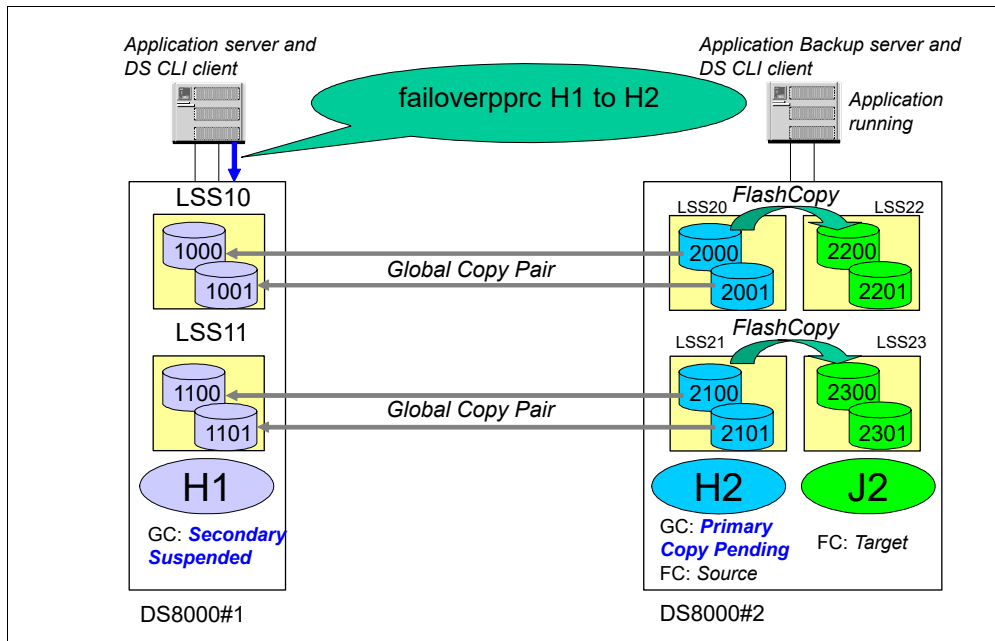 Application server and
DS CLI client
failoverpprc H1 to H2
Application Backup server and
DS CLI client
Application
running
LSS10
1000
1001
Global Copy Pair
LSS11
1100
1101
Global Copy Pair
H1
GC: Secondary
Suspended
DS8000#1
FlashCopy
LSS20
LSS22
2000
2001
2200
2201
FlashCopy
LSS21
LSS23
2100
2101
2300
2301
H2
J2
GC: Primary
Copy Pending
FC: Source
FC: Target
DS8000#2